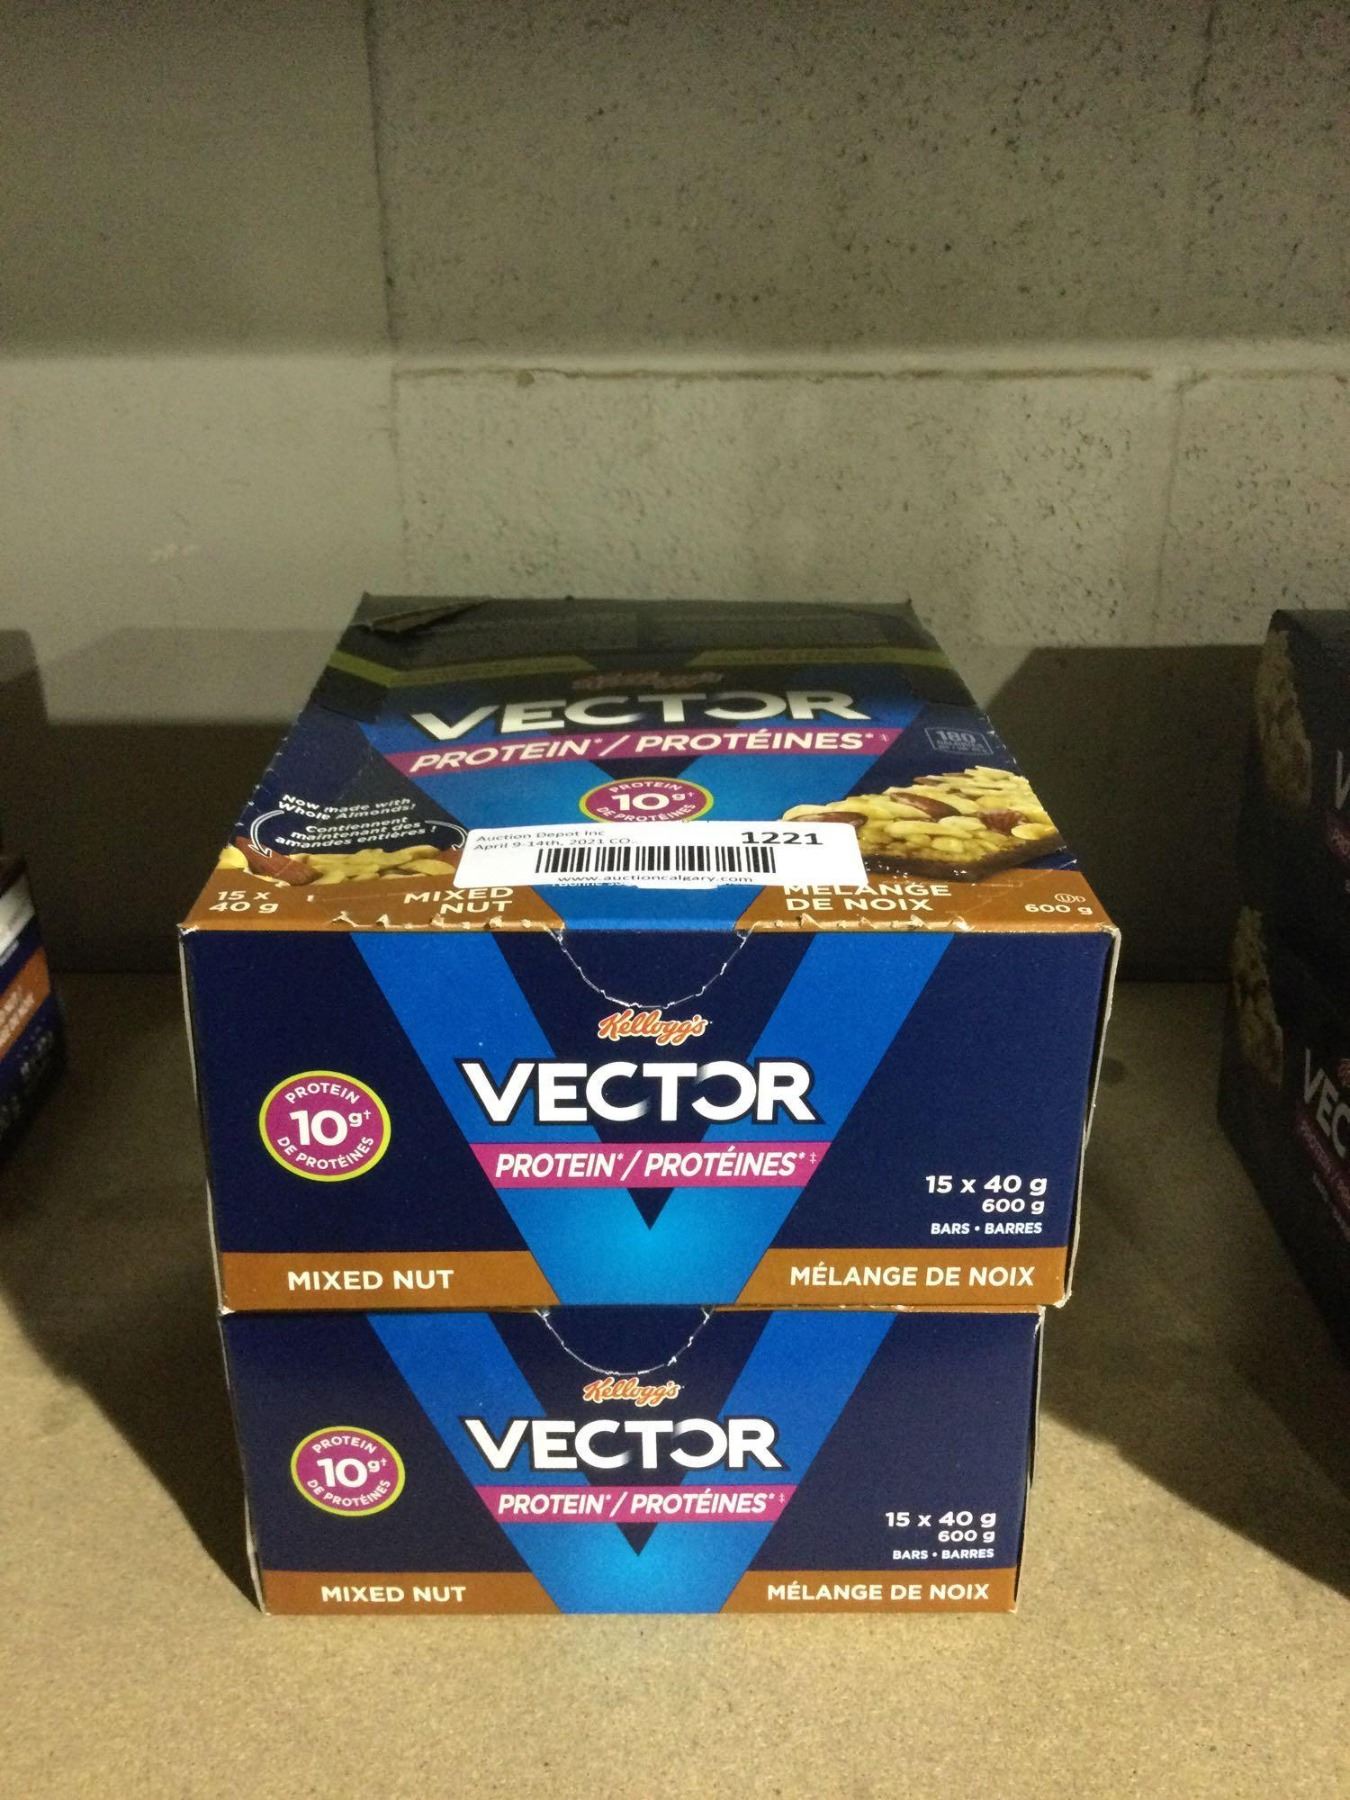 Kellogg's
VECTOR
PROTEIN* / PROTÉINES*‡
180
PROTEIN
10g+
DE PROTÉINES
Now made with
Whole Almonds!
Contiennent
maintenant des
amandes entières!
Auction Depot Inc
April 9-14th, 2021 CO.
1221
www.auctioncalgary.com
15 x
40 g
MIXED
NUT
MÉLANGE
DE NOIX
600 g
Kellogg's
VECTOR
PROTEIN* / PROTÉINES*‡
PROTEIN
10g†
DE PROTÉINES
15 x 40 g
600 g
BARS • BARRES
MIXED NUT
MÉLANGE DE NOIX
Kellogg's
VECTOR
PROTEIN* / PROTÉINES*‡
PROTEIN
10g†
DE PROTÉINES
15 x 40 g
600 g
BARS • BARRES
MIXED NUT
MÉLANGE DE NOIX
VEC